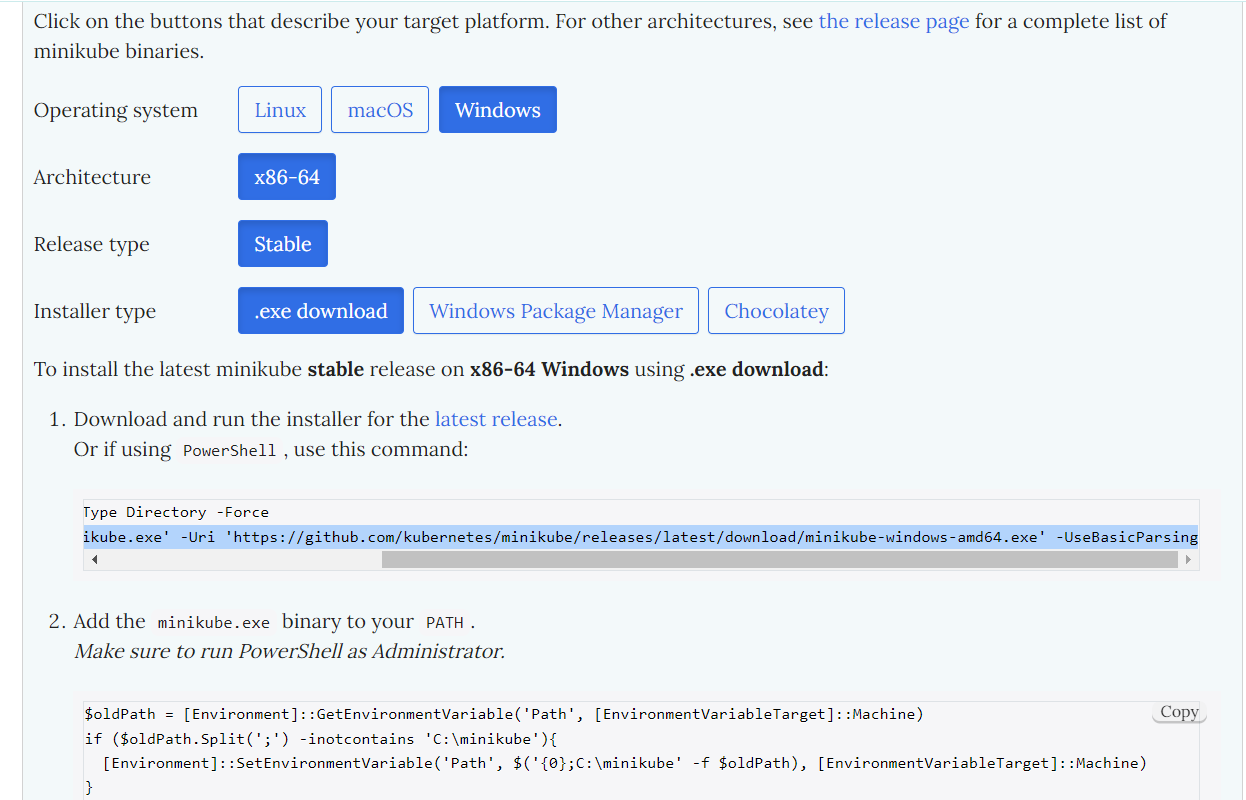 Click on the buttons that describe your target platform. For other architectures, see the release page for a complete list of
minikube binaries.
Operating system Linux macOS Windows
Architecture x86-64
Release type Stable
Installer type .exe download Windows Package Manager Chocolatey
To install the latest minikube stable release on x86-64 Windows using .exe download:
1. Download and run the installer for the latest release.
Or if using PowerShell, use this command:
Type Directory -Force
ikube.exe' -Uri 'https://github.com/kubernetes/minikube/releases/latest/download/minikube-windows-amd64.exe' -UseBasicParsing
2. Add the minikube.exe binary to your PATH.
Make sure to run PowerShell as Administrator.
Copy
$oldPath = [Environment]::GetEnvironmentVariable('Path', [EnvironmentVariableTarget]::Machine)
if ($oldPath.Split(';') -inotcontains 'C:\minikube'){
  [Environment]::SetEnvironmentVariable('Path', $('{0};C:\minikube' -f $oldPath), [EnvironmentVariableTarget]::Machine)
}